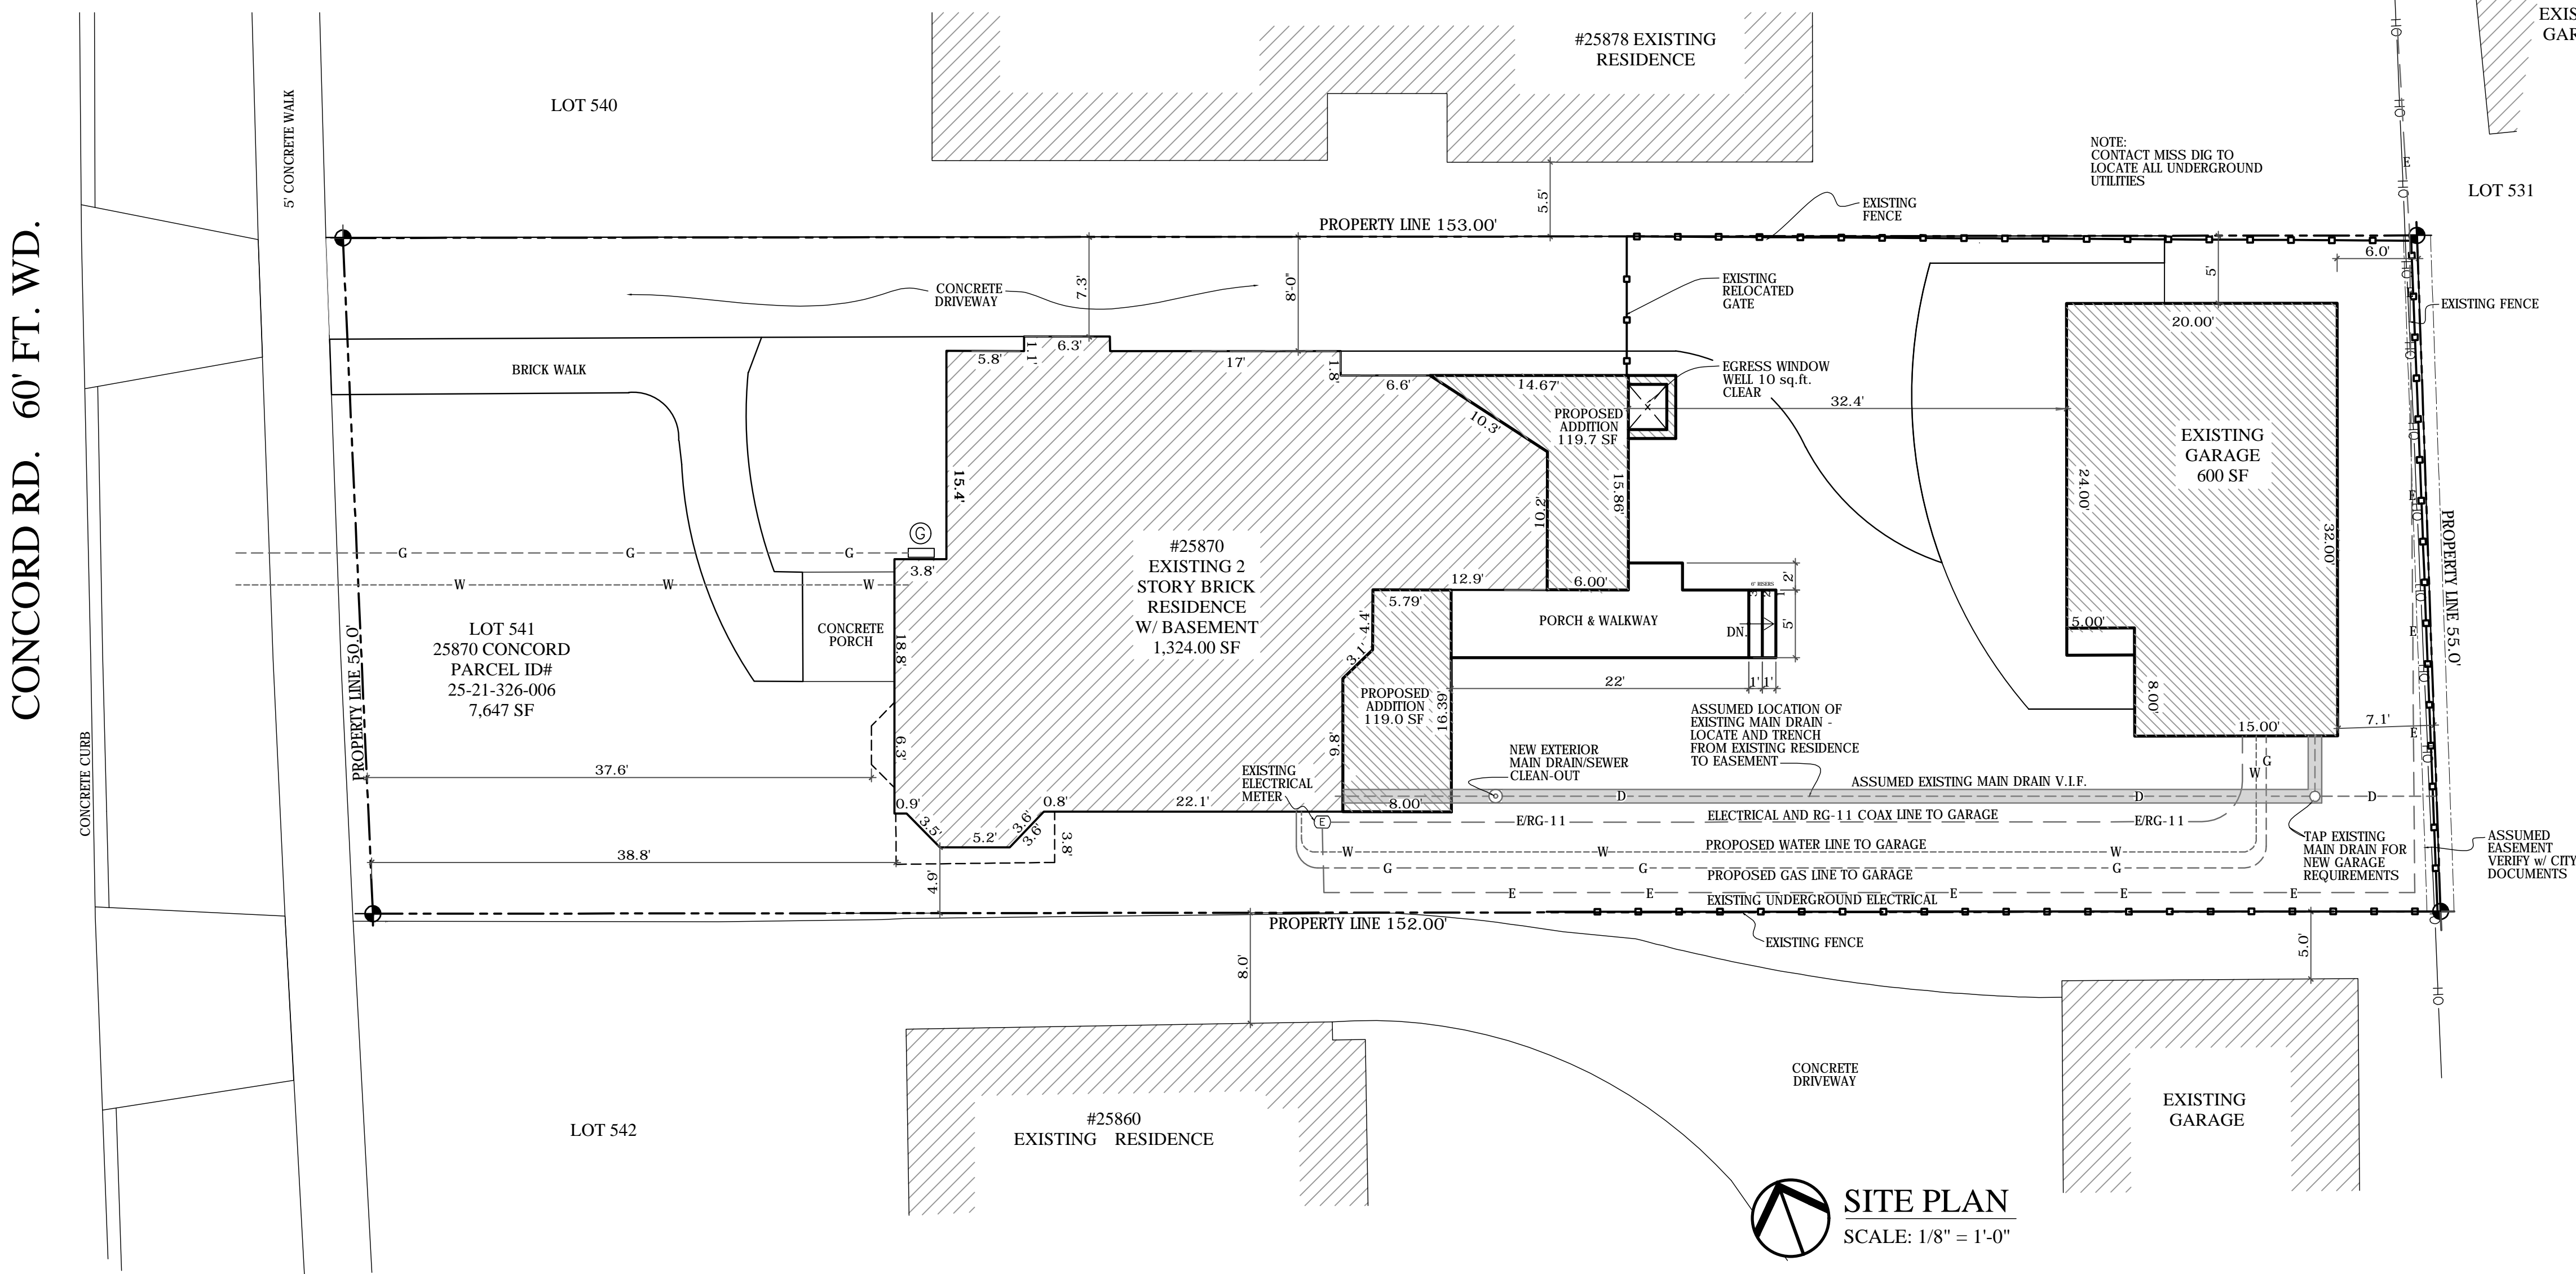 CONCORD RD. 60' FT. WD.
CONCRETE CURB
5' CONCRETE WALK
LOT 540
#25878 EXISTING
RESIDENCE
5.5'
NOTE:
CONTACT MISS DIG TO
LOCATE ALL UNDERGROUND
UTILITIES
LOT 531
PROPERTY LINE 153.00'
EXISTING
FENCE
6.0'
5'
EXISTING FENCE
CONCRETE
DRIVEWAY
7.3'
8'-0"
EXISTING
RELOCATED
GATE
20.00'
BRICK WALK
5.8'
1.1'
6.3'
17'
1.8'
6.6'
14.67'
EGRESS WINDOW
WELL 10 sq.ft.
CLEAR
32.4'
10.3'
PROPOSED
ADDITION
119.7 SF
15.4'
10.2'
15.86'
EXISTING
GARAGE
600 SF
24.00'
32.00'
G
G G G
W W W
3.8'
#25870
EXISTING 2
STORY BRICK
RESIDENCE
W/ BASEMENT
1,324.00 SF
12.9'
6.00'
5.79'
6" RISERS
2'
PORCH & WALKWAY
DN.
5'
5.00'
LOT 541
25870 CONCORD
PARCEL ID#
25-21-326-006
7,647 SF
CONCRETE
PORCH
18.8'
4.4'
3.1'
22'
1' 1'
PROPERTY LINE 50.0'
PROPERTY LINE 55.0'
PROPOSED
ADDITION
119.0 SF
16.39'
9.8'
8.00'
15.00'
7.1'
6.3'
37.6'
ASSUMED LOCATION OF
EXISTING MAIN DRAIN -
LOCATE AND TRENCH
FROM EXISTING RESIDENCE
TO EASEMENT
NEW EXTERIOR
MAIN DRAIN/SEWER
CLEAN-OUT
EXISTING
ELECTRICAL
METER
ASSUMED EXISTING MAIN DRAIN V.I.F.
W G
D D D
0.9'
3.5'
5.2'
3.6'
3.6'
0.8'
3.8'
22.1'
8.00'
E
E/RG-11 ELECTRICAL AND RG-11 COAX LINE TO GARAGE E/RG-11
W W PROPOSED WATER LINE TO GARAGE W
G G PROPOSED GAS LINE TO GARAGE G
E E E E E
EXISTING UNDERGROUND ELECTRICAL
TAP EXISTING
MAIN DRAIN FOR
NEW GARAGE
REQUIREMENTS
ASSUMED
EASEMENT
VERIFY w/ CITY
DOCUMENTS
38.8'
4.9'
PROPERTY LINE 152.00'
EXISTING FENCE
8.0'
5.0'
LOT 542
#25860
EXISTING RESIDENCE
CONCRETE
DRIVEWAY
EXISTING
GARAGE
SITE PLAN
SCALE: 1/8" = 1'-0"